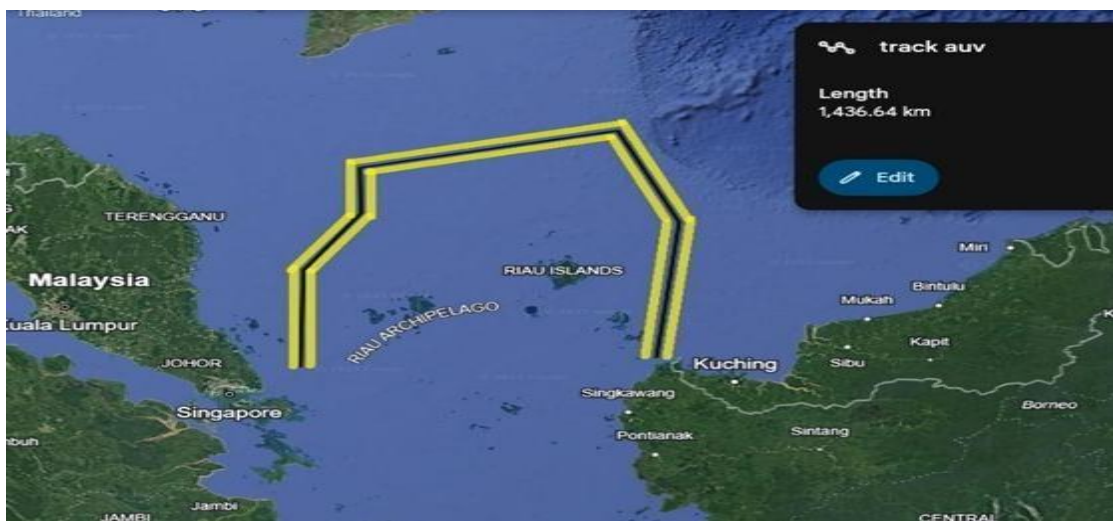 Thailand
track auv
Length
1,436.64 km
Edit
TERENGGANU
AK
Malaysia
Kuala Lumpur
JOHOR
Singapore
RIAU ISLANDS
RIAU ARCHIPELAGO
Miri
Bintulu
Mukah
Kapit
Sibu
Kuching
Singkawang
Borneo
Pontianak
Sintang
Jambi
JAMBI
CENTRAL